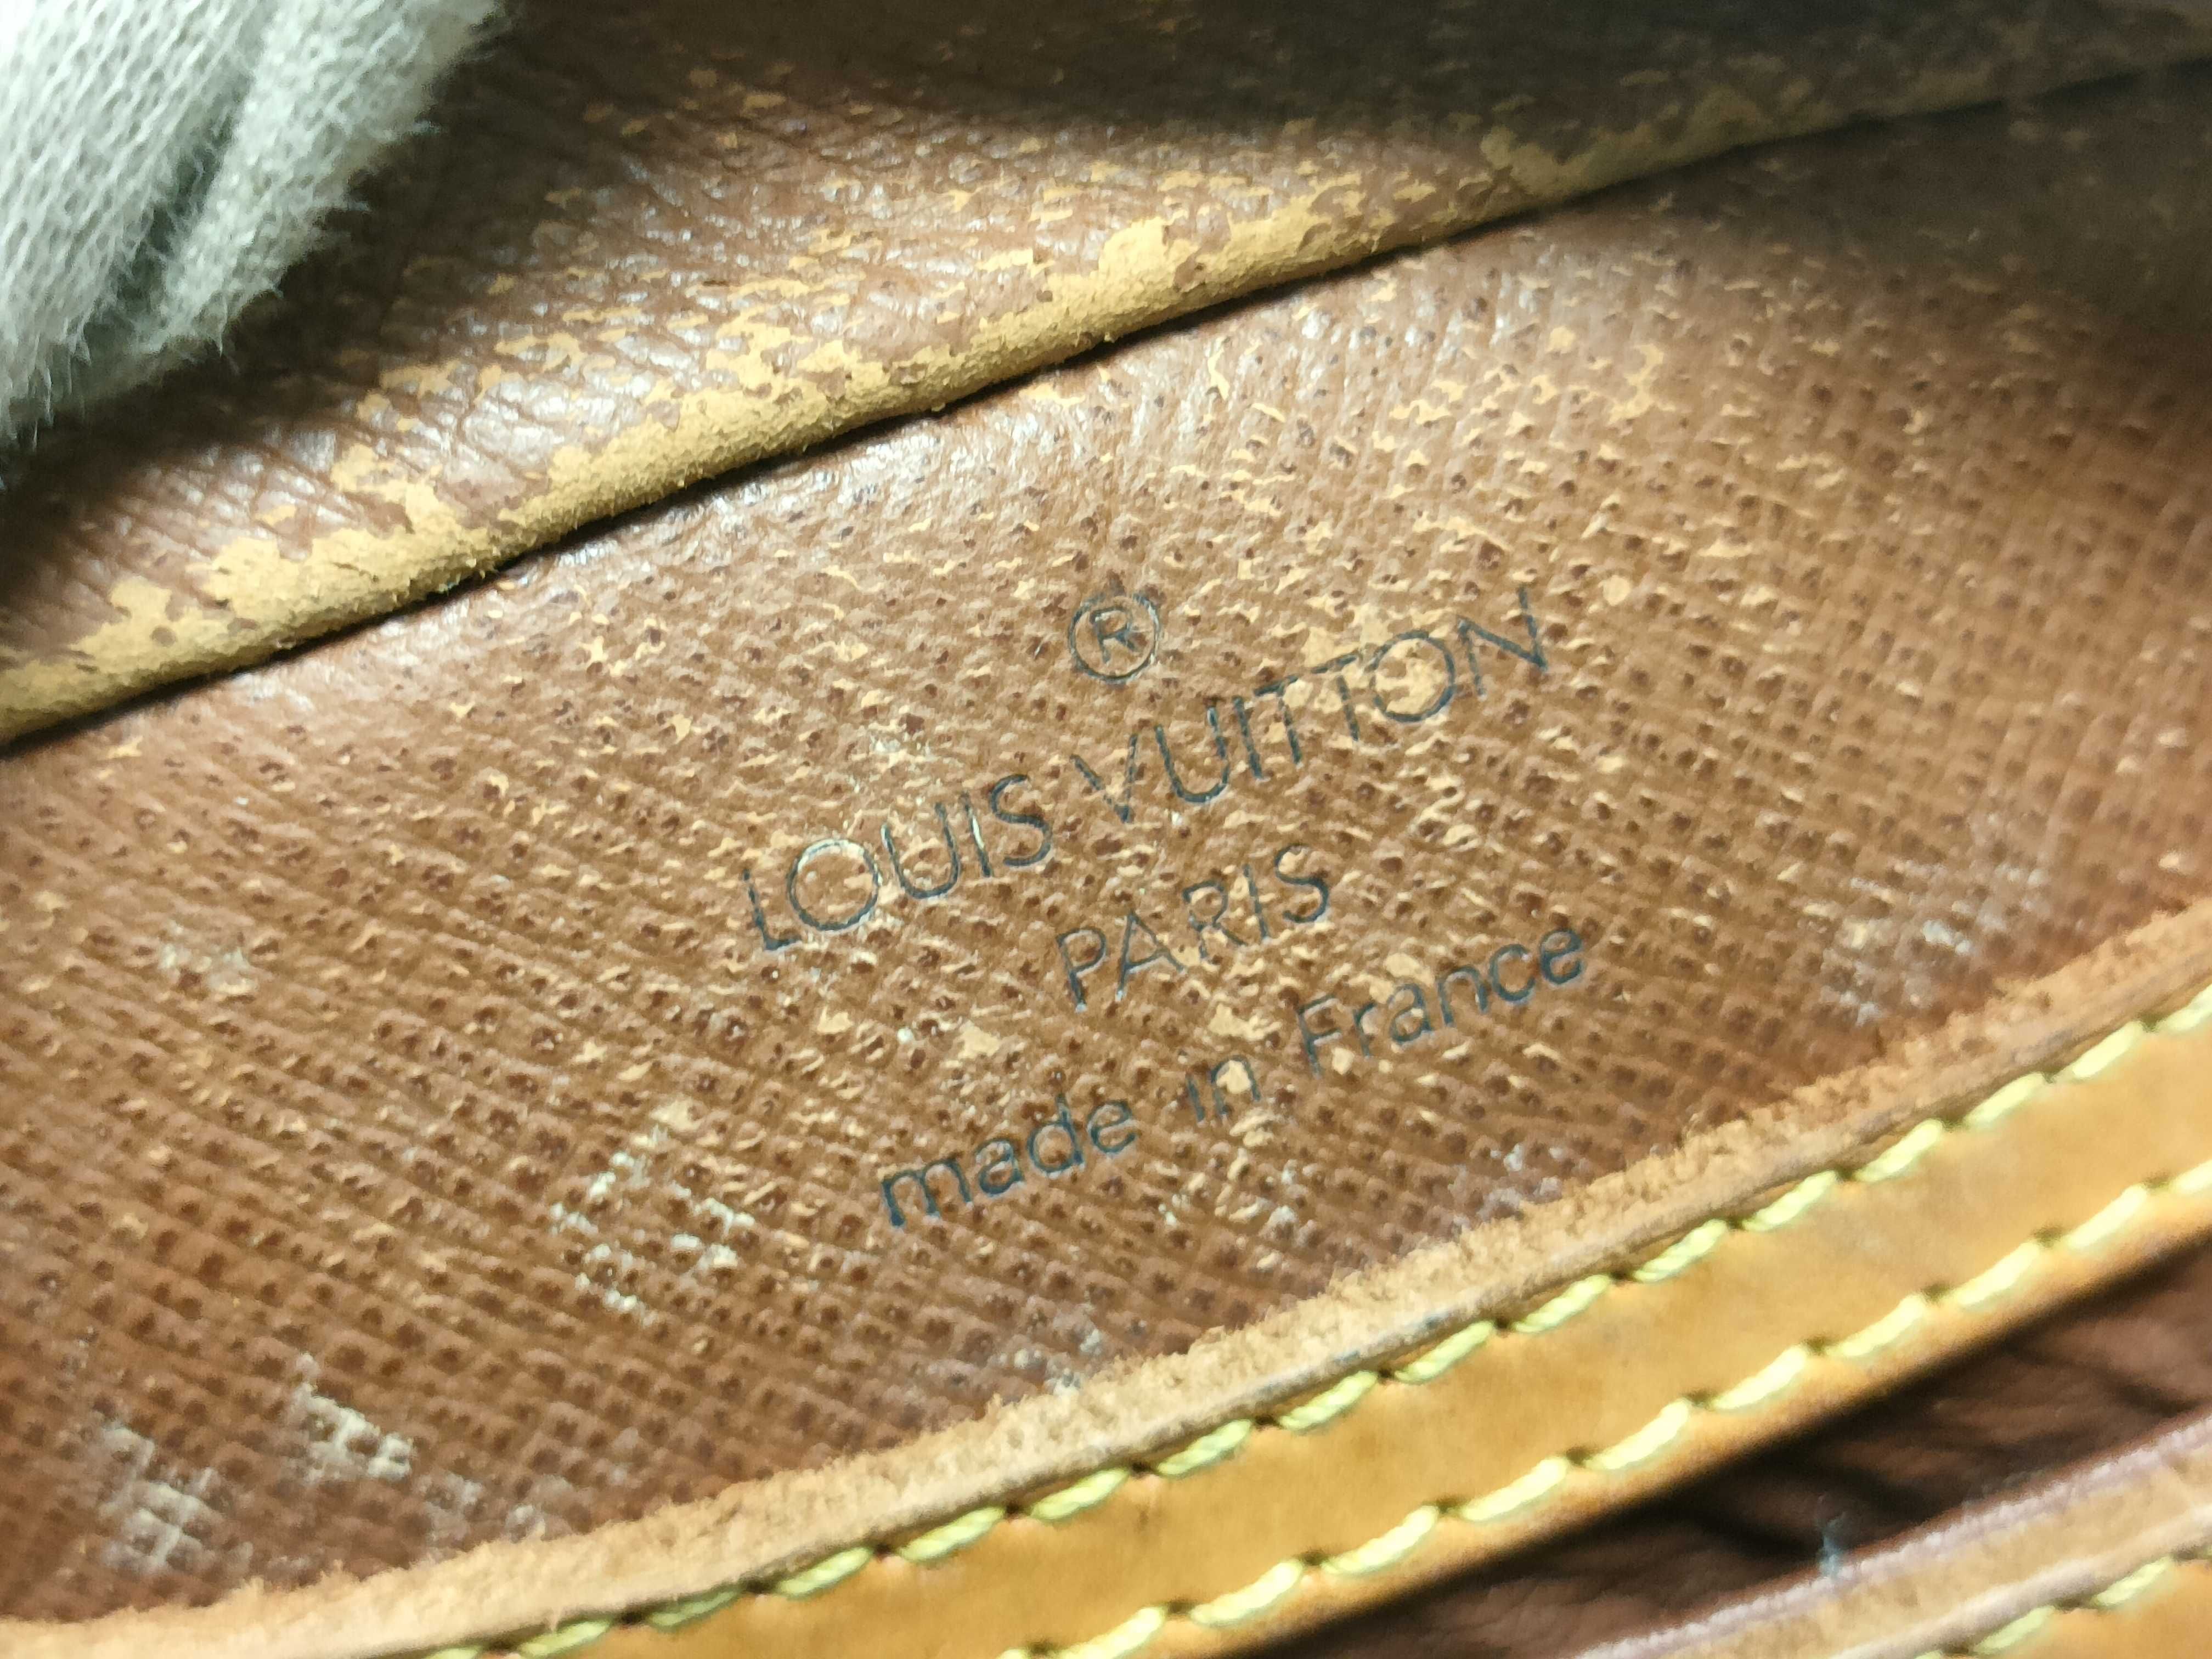 ®
LOUIS VUITTON
PARIS
made in France